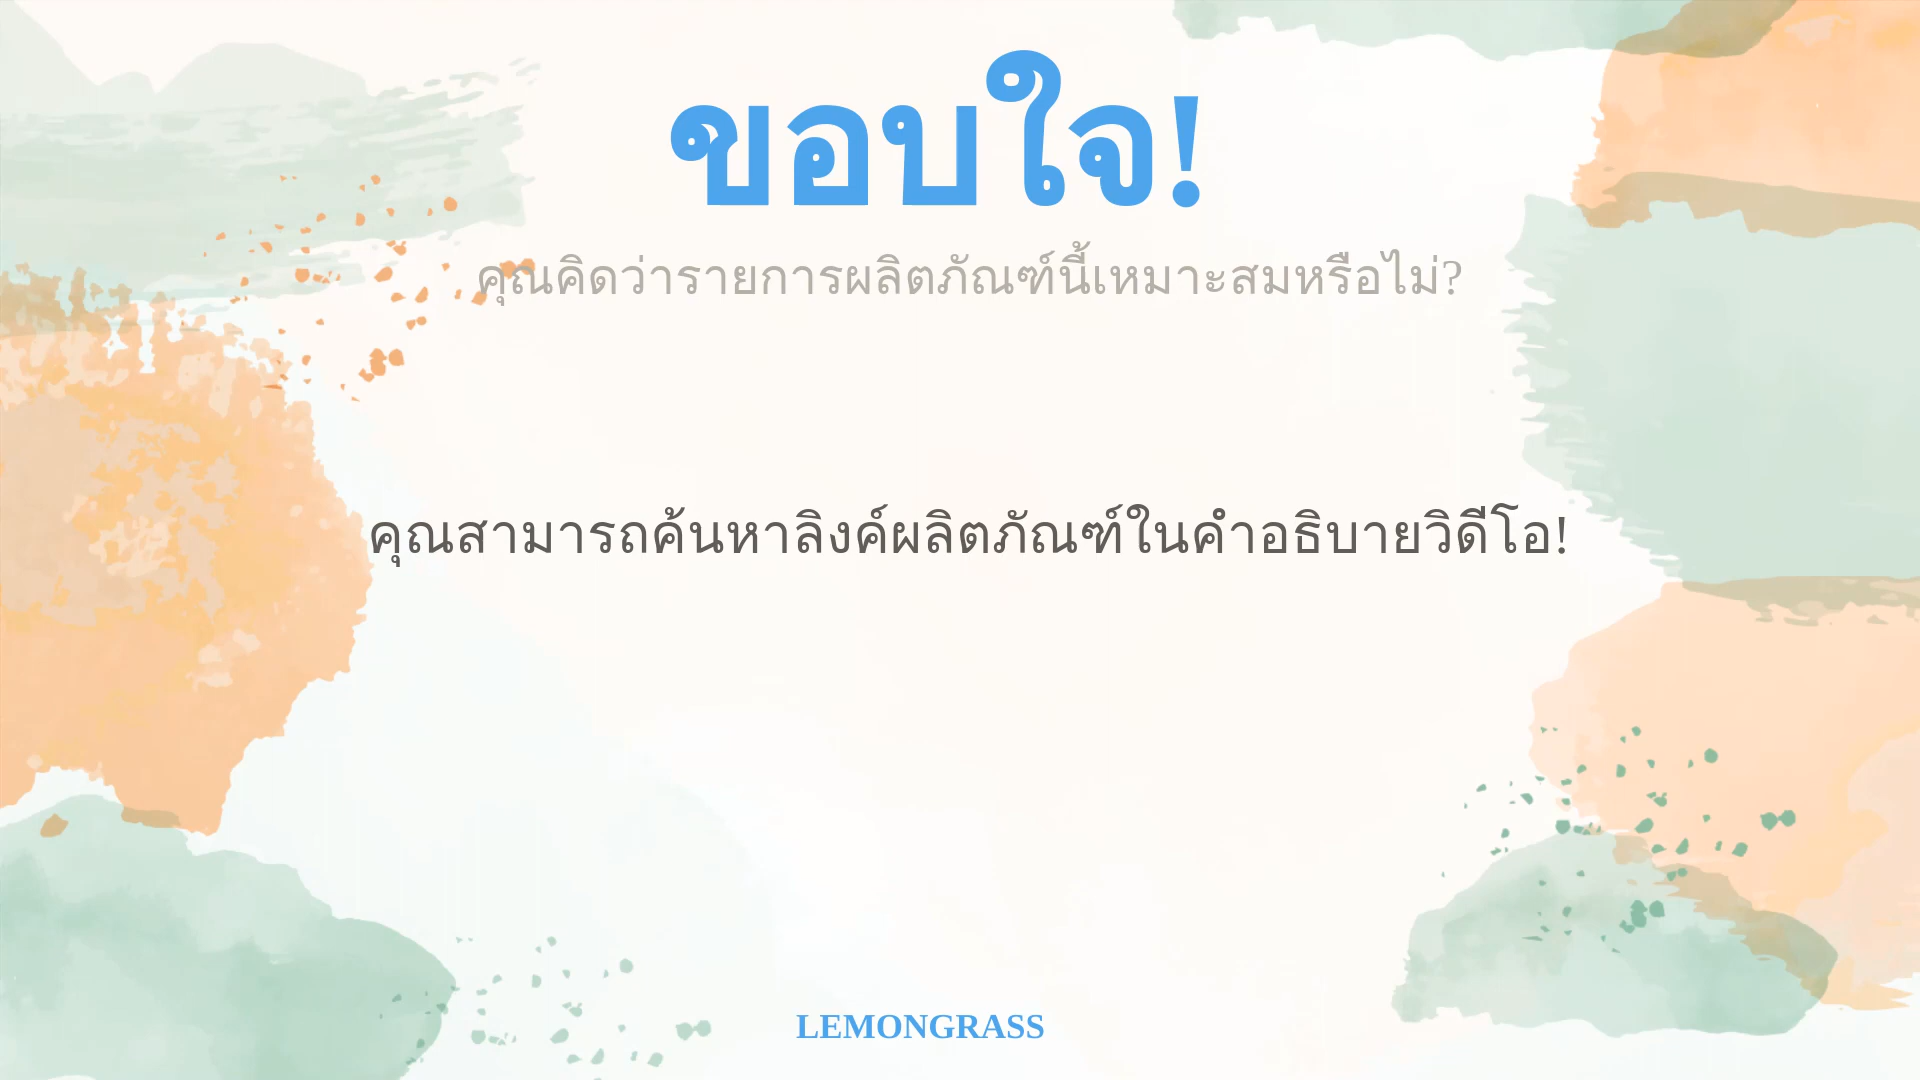 ขอบใจ!
คุณคิดว่ารายการผลิตภัณฑ์นี้เหมาะสมหรือไม่?
คุณสามารถค้นหาลิงค์ผลิตภัณฑ์ในคำอธิบายวิดีโอ!
LEMONGRASS